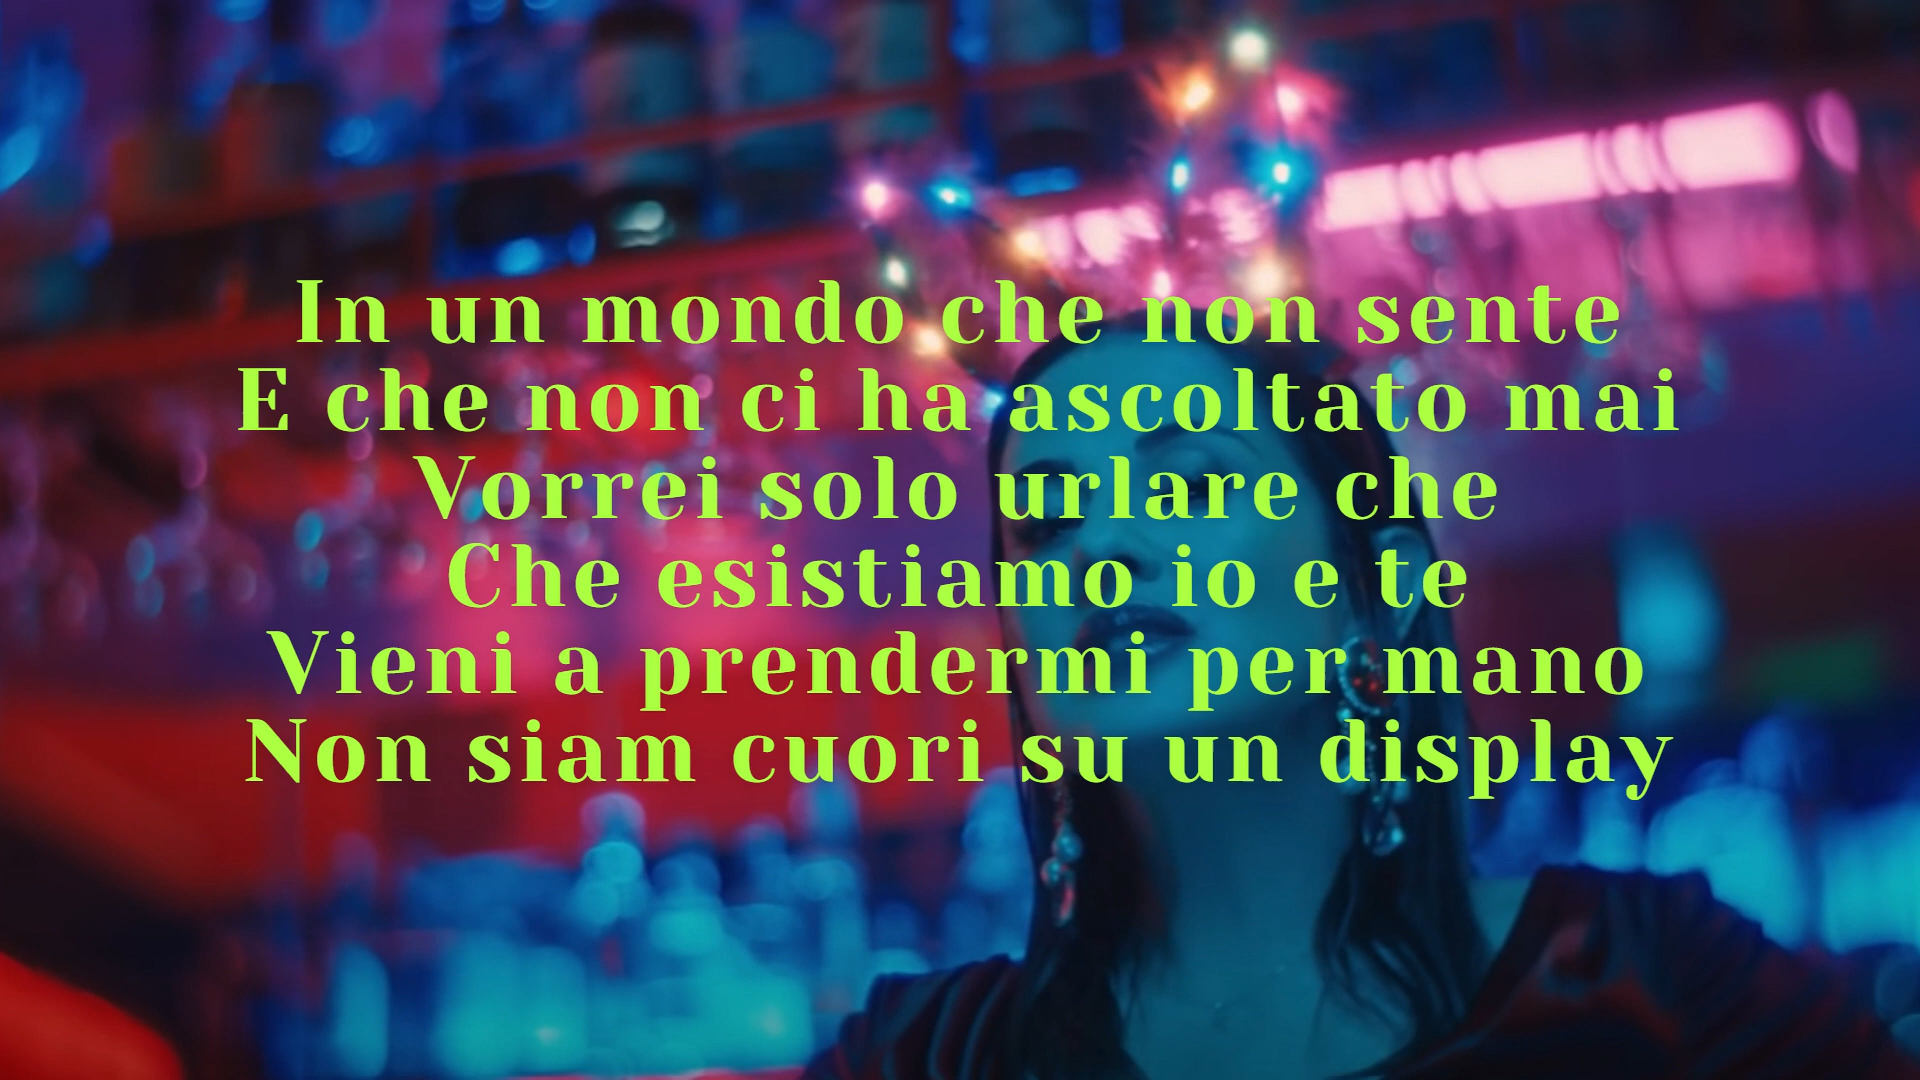 In un mondo che non sente
E che non ci ha ascoltato mai
Vorrei solo urlare che
Che esistiamo io e te
Vieni a prendermi per mano
Non siam cuori su un display